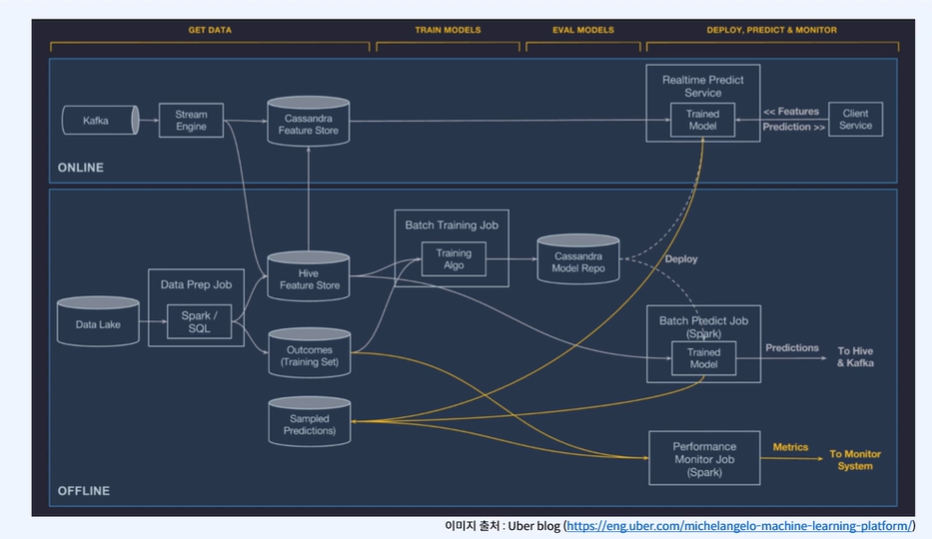 GET DATA
TRAIN MODELS
EVAL MODELS
DEPLOY, PREDICT & MONITOR
Kafka
Stream
Engine
Cassandra
Feature Store
Realtime Predict
Service
Trained
Model
<< Features
Prediction >>
Client
Service
ONLINE
Data Lake
Data Prep Job
Spark /
SQL
Hive
Feature Store
Outcomes
(Training Set)
Sampled
Predictions)
Batch Training Job
Training
Algo
Cassandra
Model Repo
Deploy
Batch Predict Job
(Spark)
Trained
Model
Predictions
To Hive
& Kafka
Performance
Monitor Job
(Spark)
Metrics
To Monitor
System
OFFLINE
이미지 출처 : Uber blog (https://eng.uber.com/michelangelo-machine-learning-platform/)